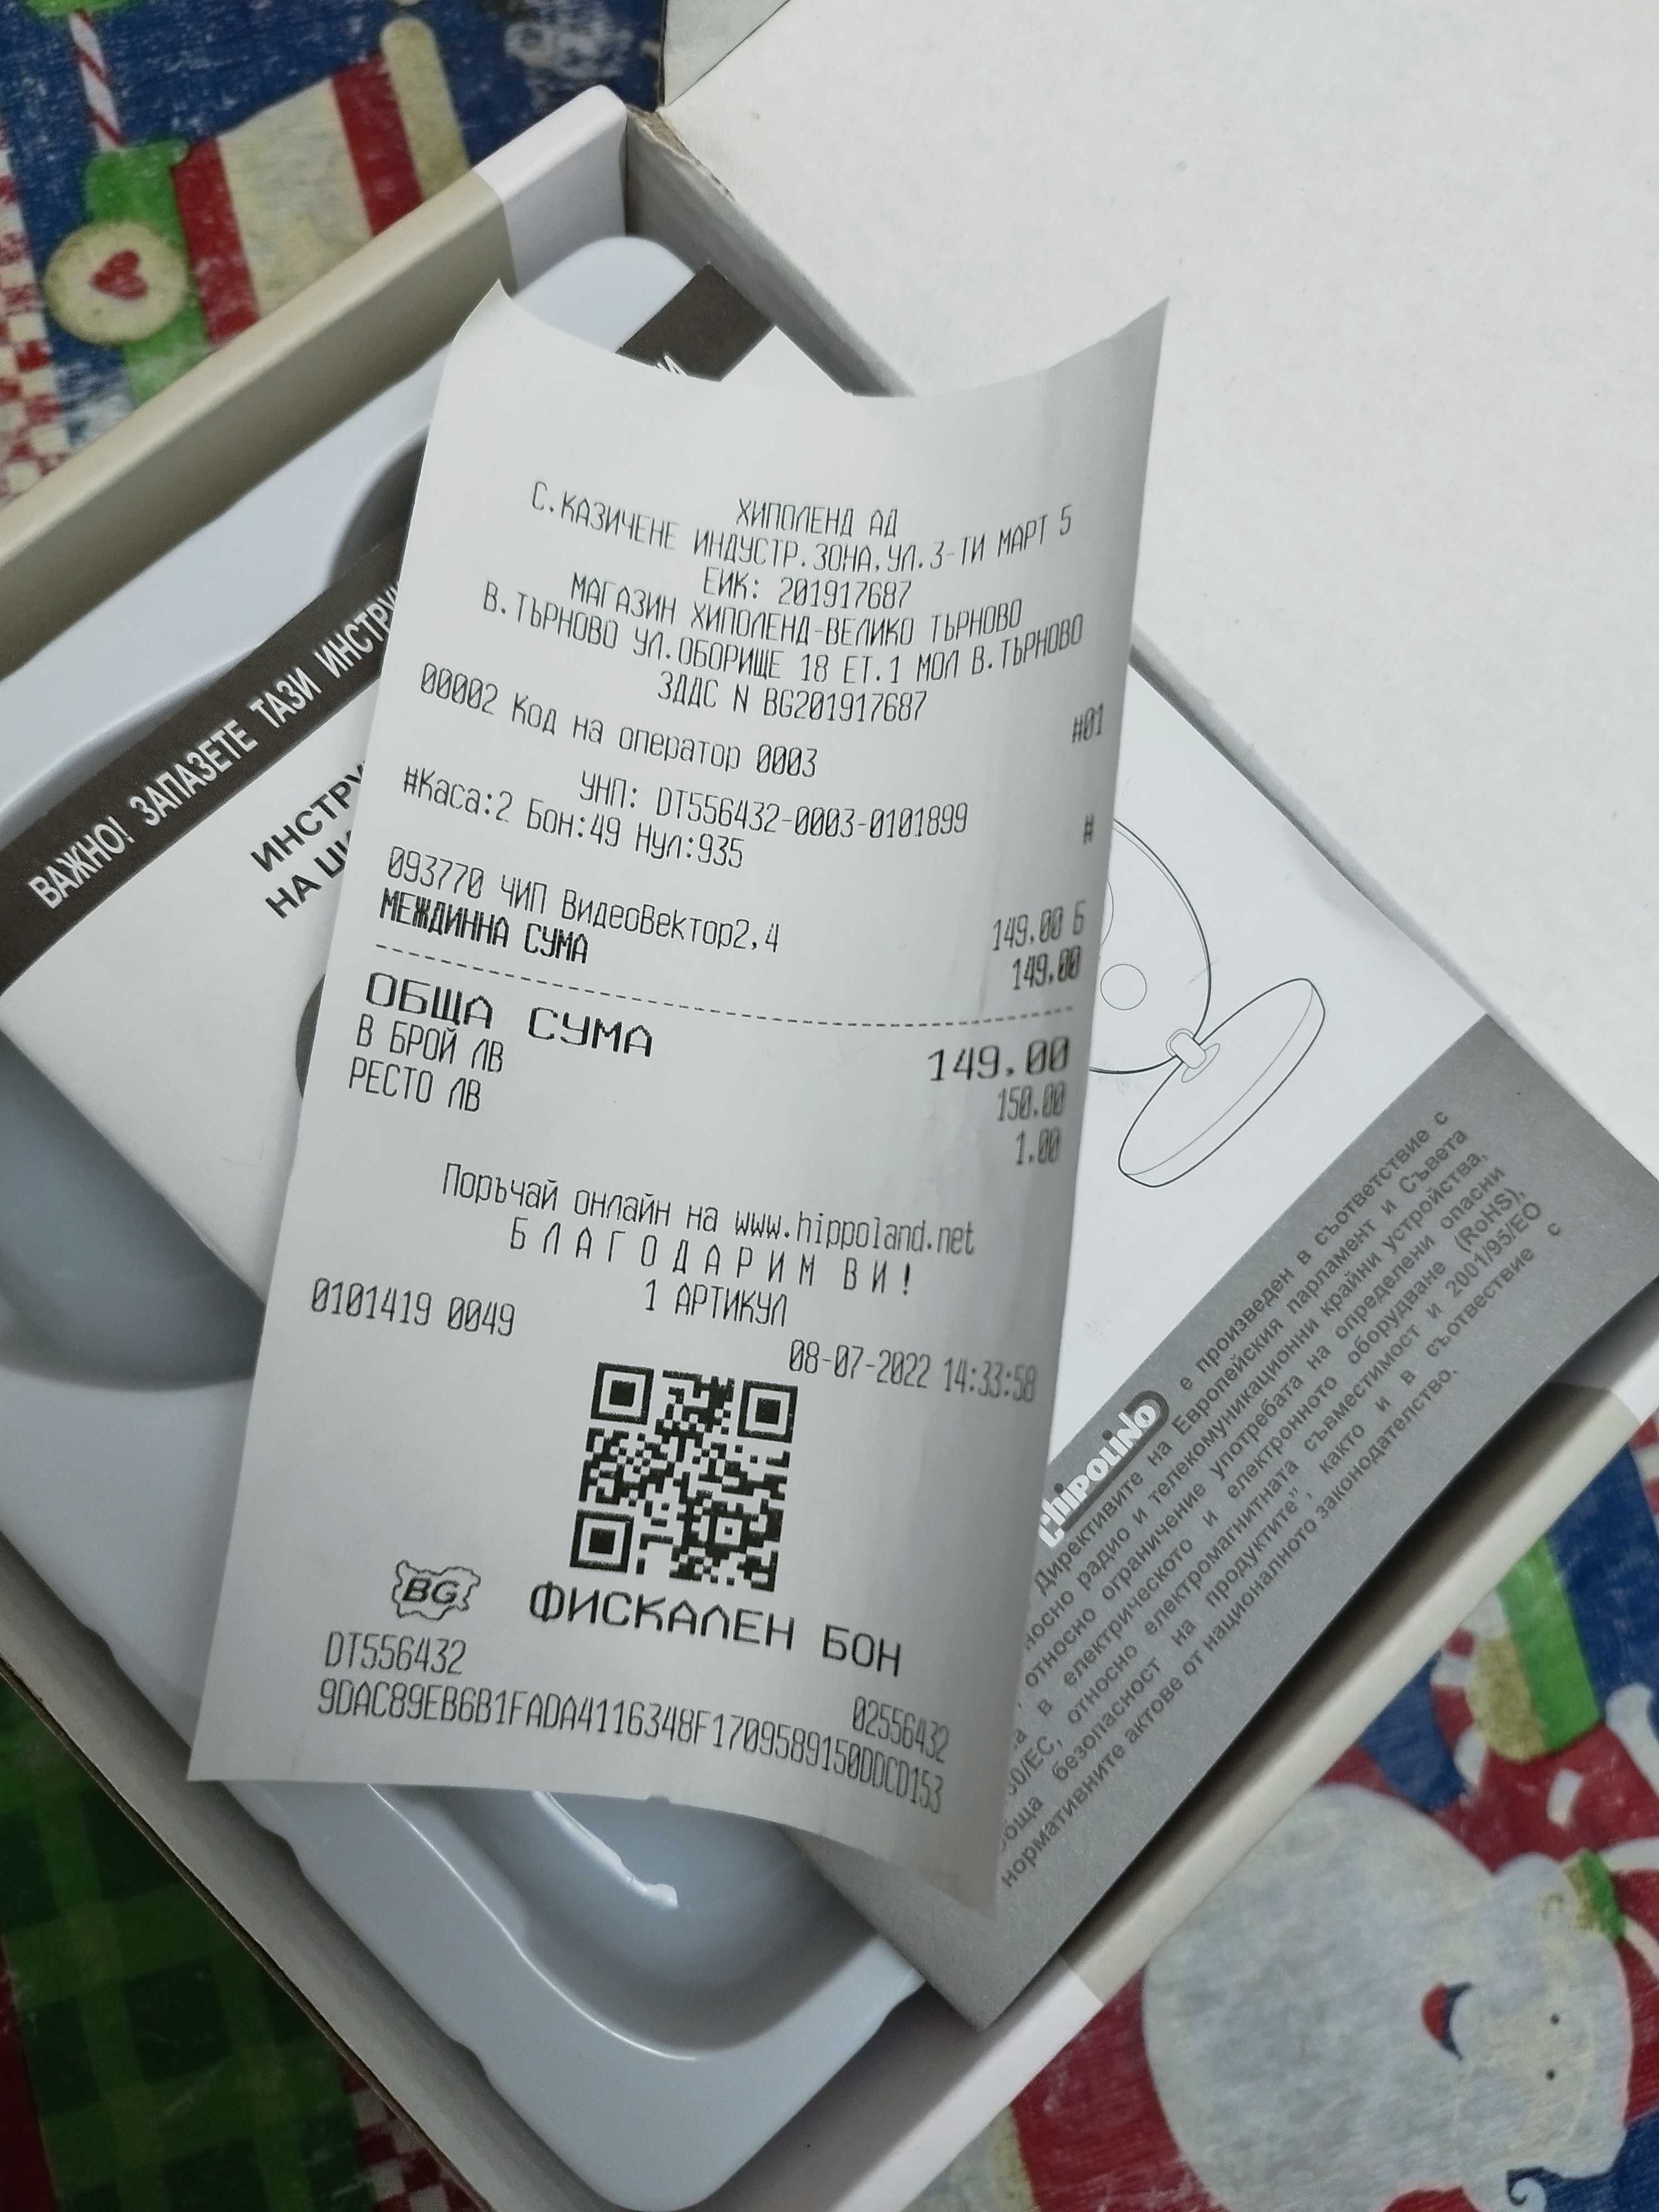 ХИПОЛЕНД АД
С.КАЗИЧЕНЕ ИНДУСТР.ЗОНА,УЛ.3-ТИ МАРТ 5
ЕИК: 201917687
МАГАЗИН ХИПОЛЕНД-ВЕЛИКО ТЪРНОВО
В.ТЪРНОВО УЛ.ОБОРИЩЕ 18 ЕТ.1 МОЛ В.ТЪРНОВО
ЗДДС N BG201917687
00002 Код на оператор 0003 #01
УНП: DT556432-0003-0101899
#Каса:2 Бон:49 Нул:935 #
093770 ЧИП ВидеоВектор2,4 149.00 Б
МЕЖДИННА СУМА 149.00
ОБЩА СУМА 149.00
В БРОЙ ЛВ 150.00
РЕСТО ЛВ 1.00
Поръчай онлайн на www.hippoland.net
Б Л А Г О Д А Р И М В И !
1 АРТИКУЛ
0101419 0049 08-07-2022 14:33:58
BG ФИСКАЛЕН БОН
DT556432 02556432
9DAC89EB6B1FADA4116348F1709589150DDCD153
ВАЖНО! ЗАПАЗЕТЕ ТАЗИ
НА
chipolino е произведен в съответствие с
Директивите на Европейския парламент и Съвета
радио и телекомуникационни крайни устройства,
относно ограничение употребата на определени опасни
в електрическото и електронното оборудване (RoHS),
относно електромагнитната съвместимост и 2001/95/ЕО
безопасност на продуктите”, както и в съотвествие с
нормативните актове от националното законодателство.